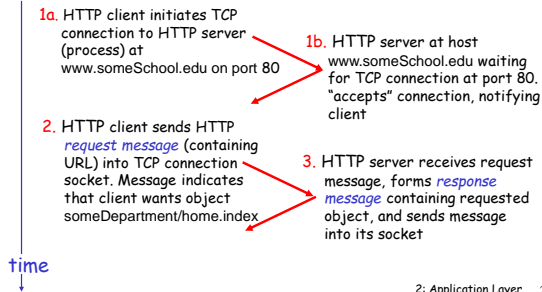 1a. HTTP client initiates TCP
connection to HTTP server
(process) at
www.someSchool.edu on port 80
1b. HTTP server at host
www.someSchool.edu waiting
for TCP connection at port 80.
“accepts” connection, notifying
client
2. HTTP client sends HTTP
request message (containing
URL) into TCP connection
socket. Message indicates
that client wants object
someDepartment/home.index
3. HTTP server receives request
message, forms response
message containing requested
object, and sends message
into its socket
time
2: Application Layer